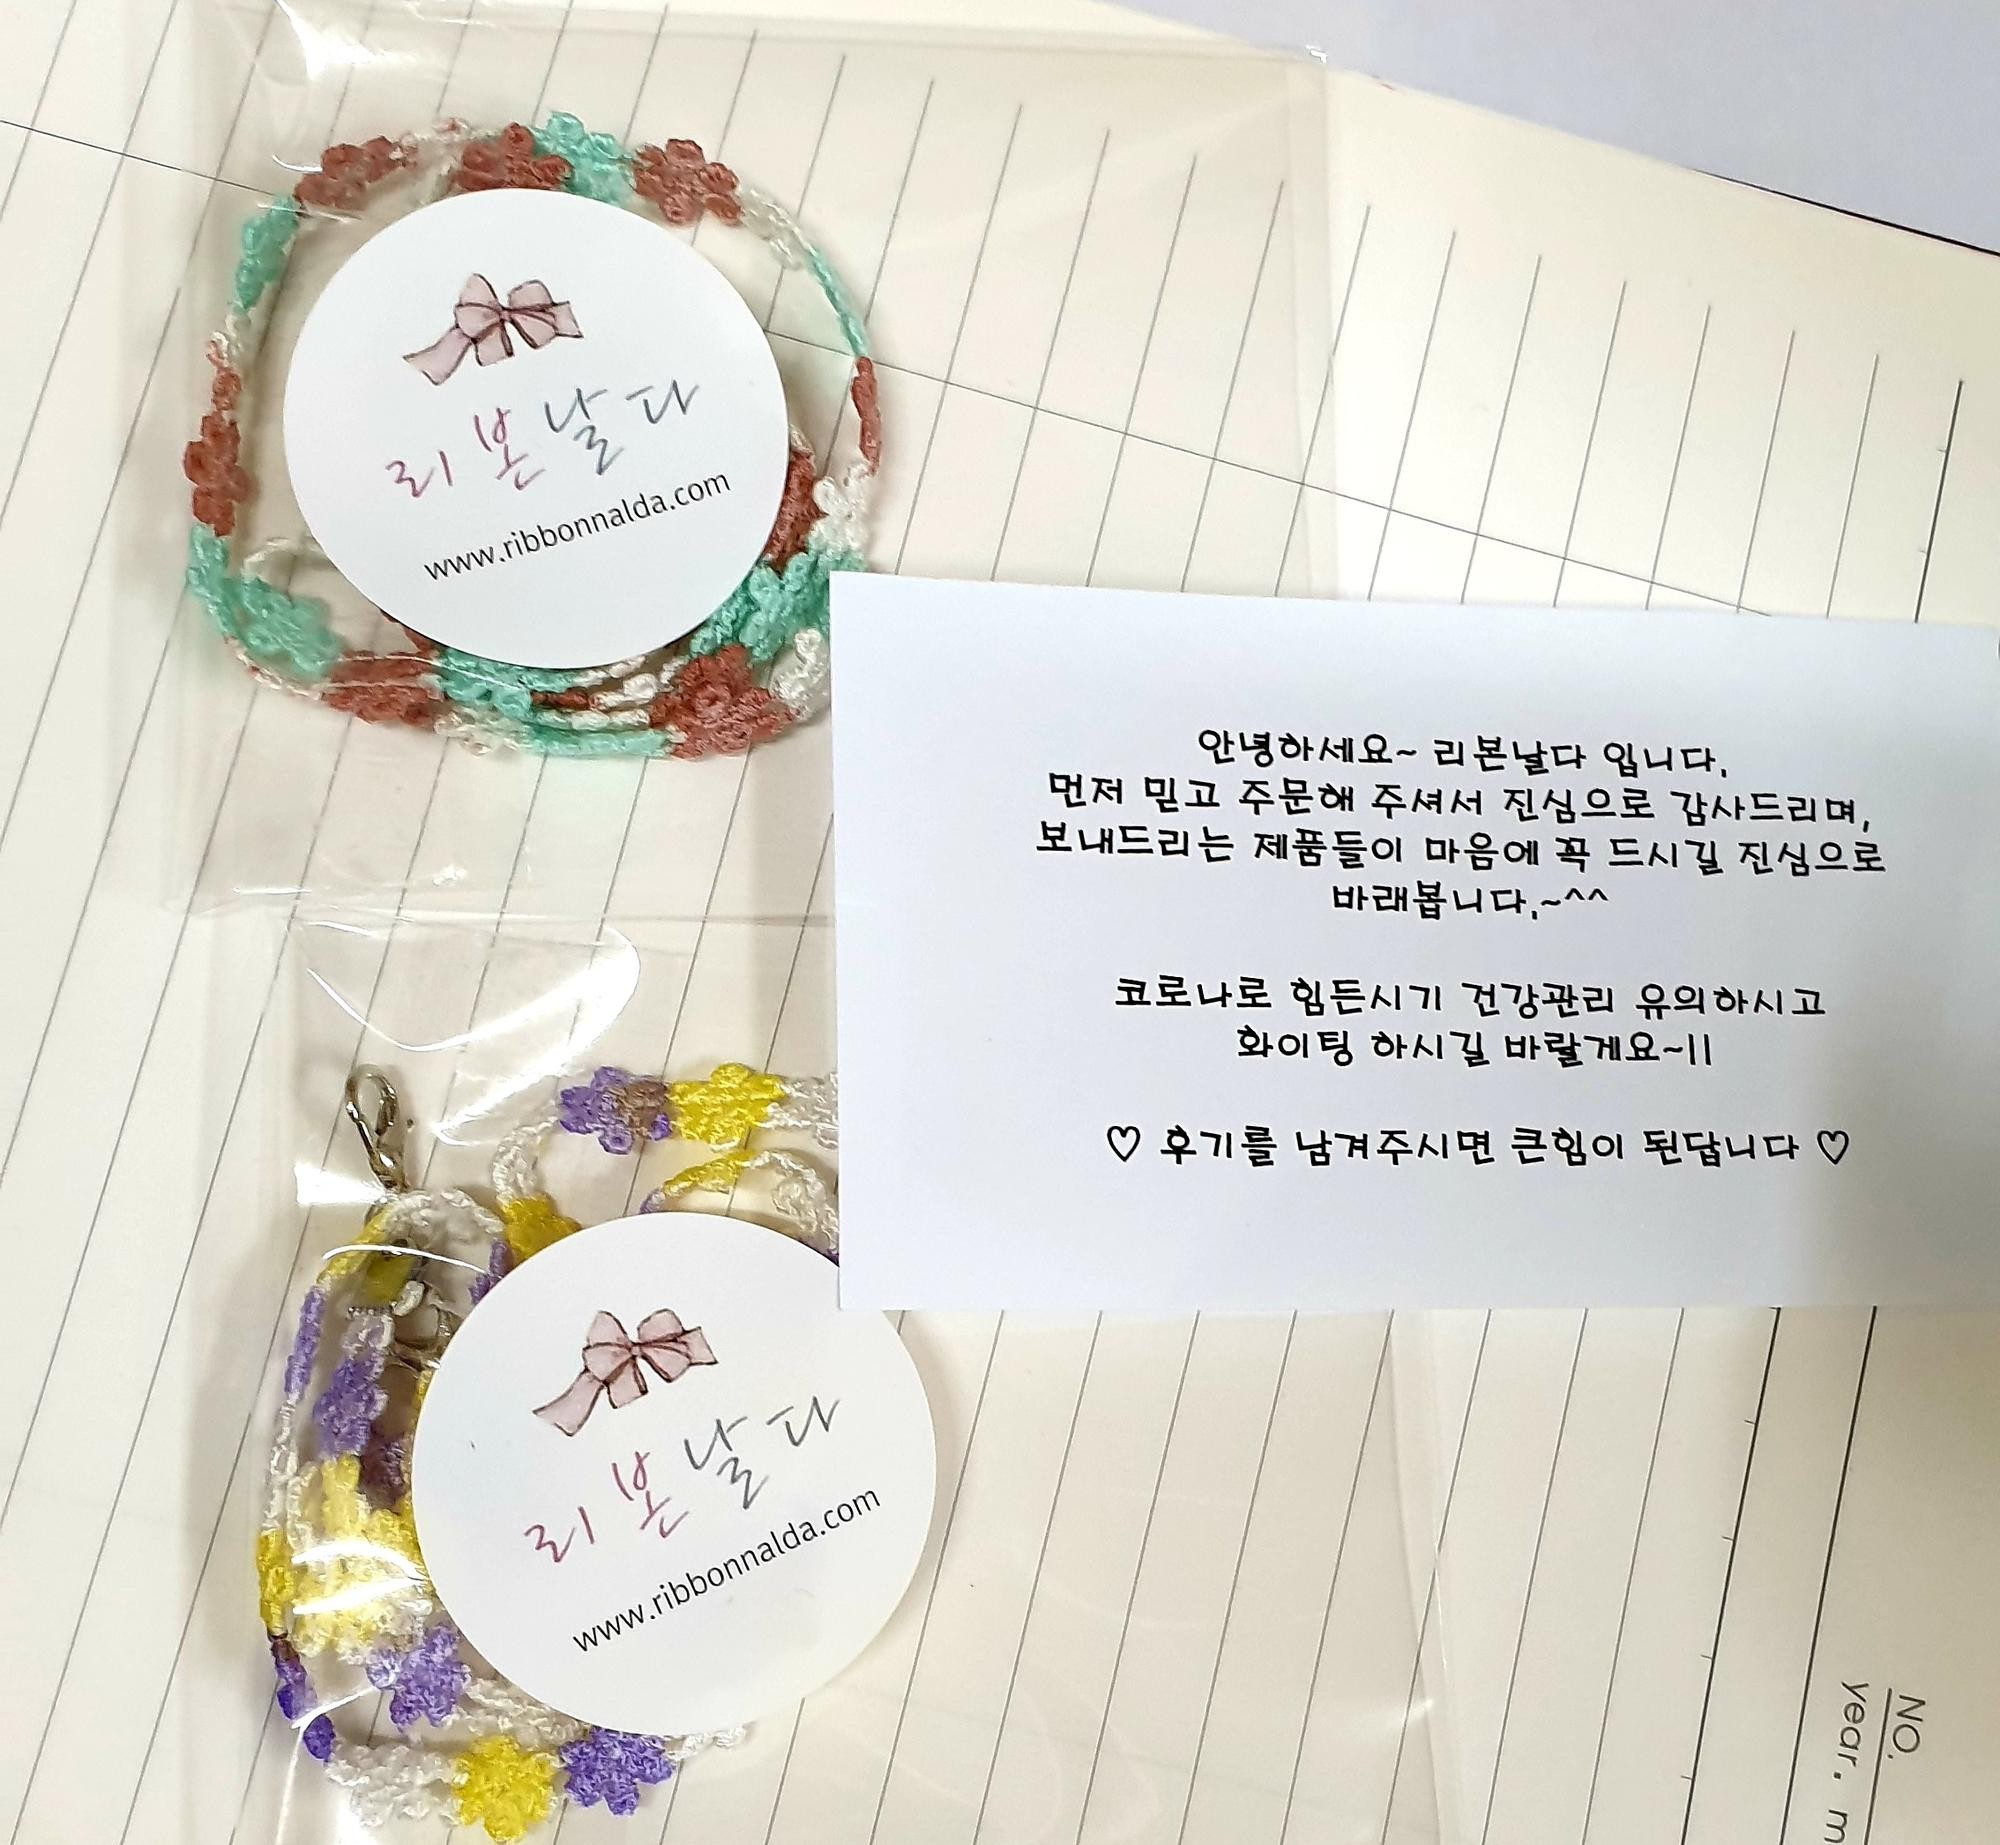 리본날다
www.ribbonnalda.com
안녕하세요~ 리본날다 입니다.
먼저 믿고 주문해 주셔서 진심으로 감사드리며,
보내드리는 제품들이 마음에 꼭 드시길 진심으로
바래봅니다.~^^
코로나로 힘든시기 건강관리 유의하시고
화이팅 하시길 바랄게요~!!
♡ 후기를 남겨주시면 큰힘이 된답니다 ♡
리본날다
www.ribbonnalda.com
NO.
year. m